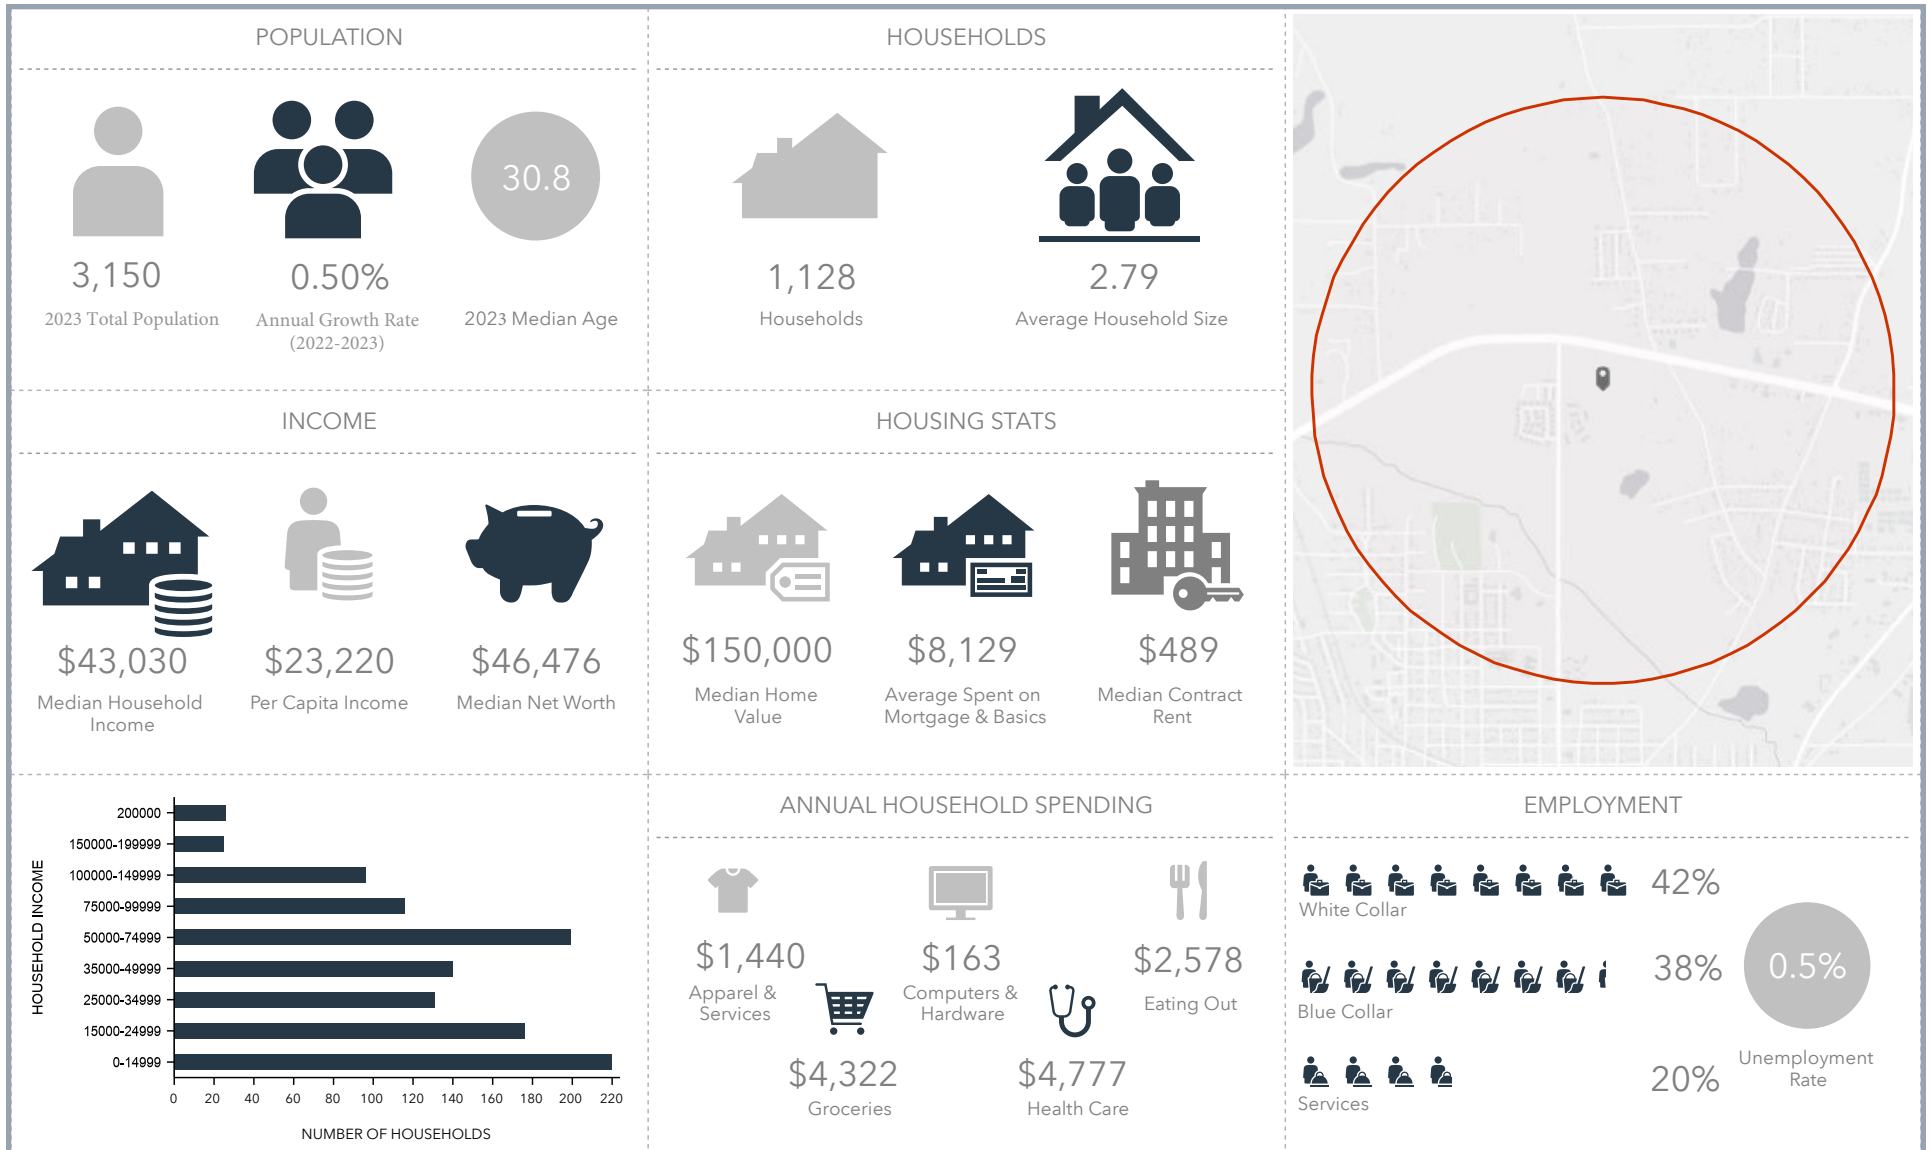 POPULATION
3,150
2023 Total Population
0.50%
Annual Growth Rate
(2022-2023)
30.8
2023 Median Age
HOUSEHOLDS
1,128
Households
2.79
Average Household Size
INCOME
$43,030
Median Household
Income
$23,220
Per Capita Income
$46,476
Median Net Worth
HOUSING STATS
$150,000
Median Home
Value
$8,129
Average Spent on
Mortgage & Basics
$489
Median Contract
Rent
HOUSEHOLD INCOME
200000
150000-199999
100000-149999
75000-99999
50000-74999
35000-49999
25000-34999
15000-24999
0-14999
0 20 40 60 80 100 120 140 160 180 200 220
NUMBER OF HOUSEHOLDS
ANNUAL HOUSEHOLD SPENDING
$1,440
Apparel &
Services
$163
Computers &
Hardware
$2,578
Eating Out
$4,322
Groceries
$4,777
Health Care
EMPLOYMENT
42%
White Collar
38%
Blue Collar
20%
Services
0.5%
Unemployment
Rate